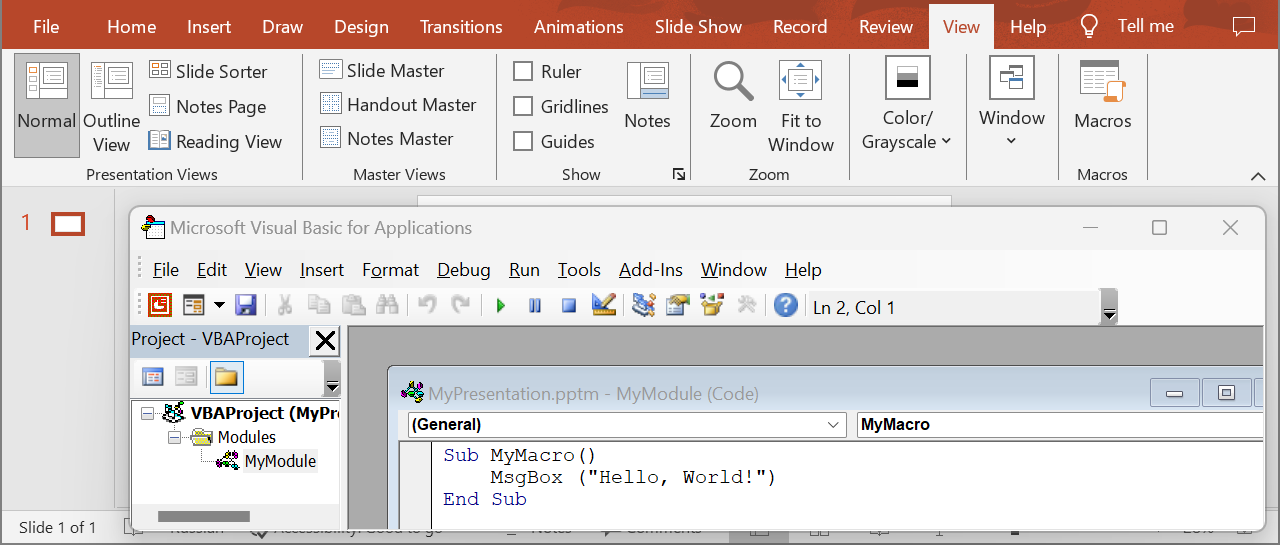 File Home Insert Draw Design Transitions Animations Slide Show Record Review View Help Tell me
Normal
Outline View
Slide Sorter
Notes Page
Reading View
Presentation Views
Slide Master
Handout Master
Notes Master
Master Views
Ruler
Gridlines
Guides
Notes
Show
Zoom
Fit to
Window
Zoom
Color/
Grayscale
Window
Macros
Macros
1
Microsoft Visual Basic for Applications
File Edit View Insert Format Debug Run Tools Add-Ins Window Help
Ln 2, Col 1
Project - VBAProject
VBAProject (MyPr
Modules
MyModule
MyPresentation.pptm - MyModule (Code)
(General) MyMacro
Sub MyMacro()
MsgBox ("Hello, World!")
End Sub
Slide 1 of 1